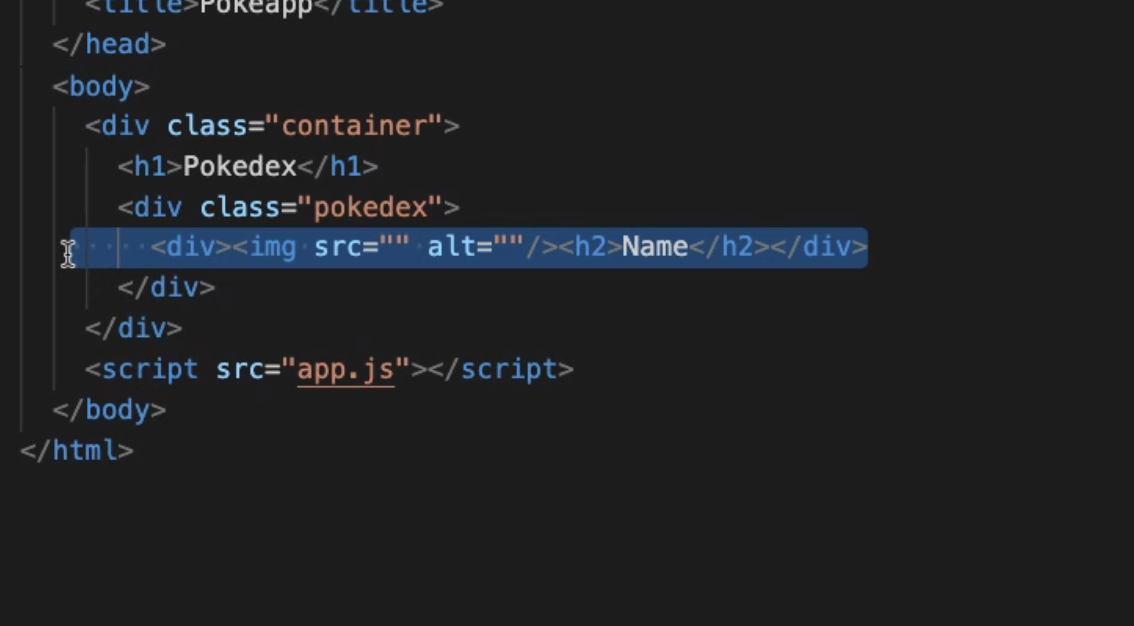 <title>Pokeapp</title>
</head>
<body>
<div class="container">
<h1>Pokedex</h1>
<div class="pokedex">
<div><img src="" alt=""/><h2>Name</h2></div>
</div>
</div>
<script src="app.js"></script>
</body>
</html>